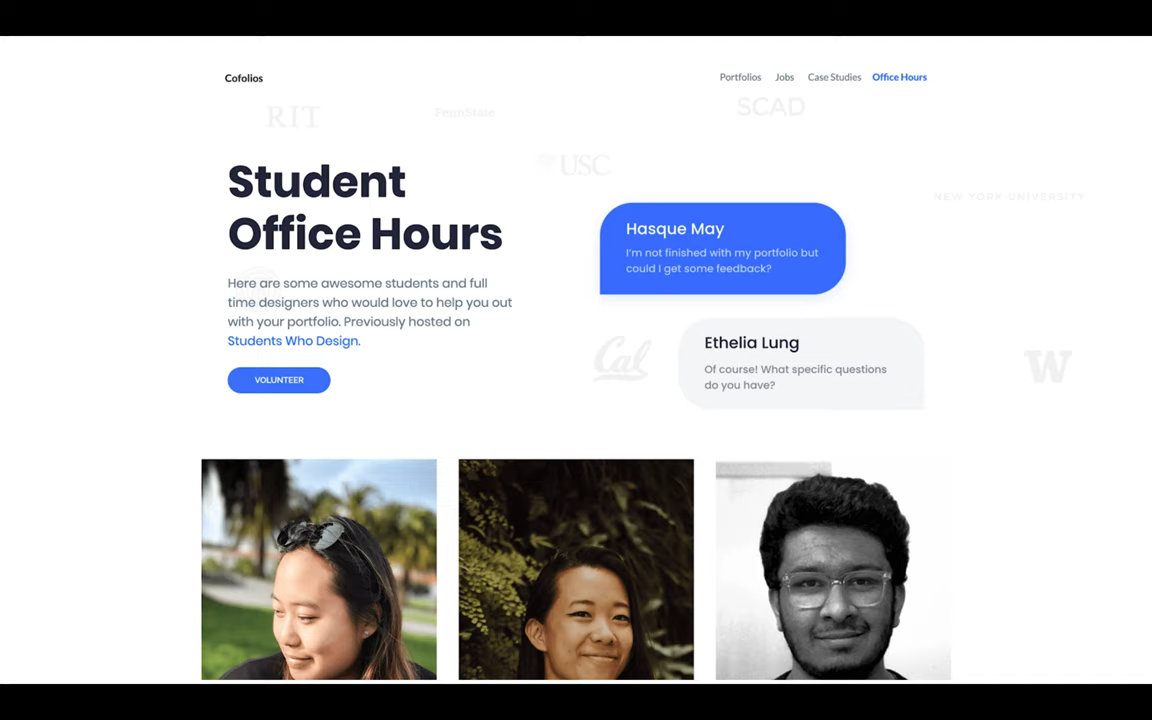 Cofolios
Portfolios Jobs Case Studies Office Hours
RIT
PennState
SCAD
USC
NEW YORK UNIVERSITY
Student
Office Hours
Here are some awesome students and full
time designers who would love to help you out
with your portfolio. Previously hosted on
Students Who Design.
VOLUNTEER
Hasque May
I'm not finished with my portfolio but
could I get some feedback?
Cal
Ethelia Lung
Of course! What specific questions
do you have?
W